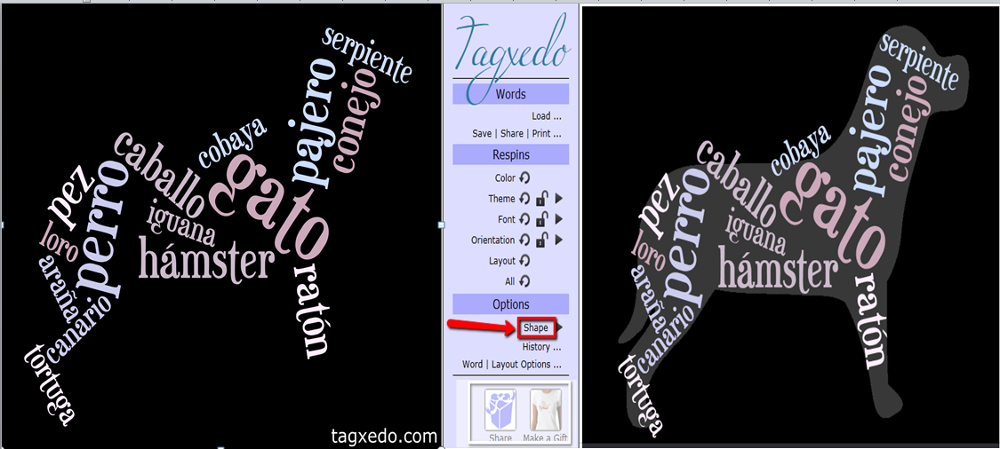 serpiente
pajero
conejo
cobaya
caballo
gato
pez
perro
iguana
loro
hámster
araña
ratón
canario
tortuga
tagxedo.com
Tagxedo
Words
Load ...
Save | Share | Print ...
Respins
Color
Theme
Font
Orientation
Layout
All
Options
Shape
History ...
Word | Layout Options ...
Share
Make a Gift
serpiente
pajero
conejo
cobaya
caballo
gato
pez
perro
iguana
loro
hámster
araña
ratón
canario
tortuga